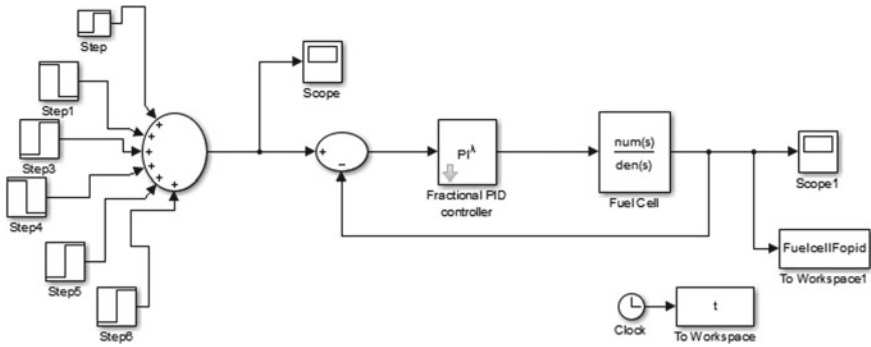 Step
Step1
Step3
Step4
Step5
Step6
+
+
+
+
+
+
Scope
+
−
PI^λ
Fractional PID
controller
num(s)
den(s)
Fuel Cell
Scope1
FuelcellFopid
To Workspace1
Clock
t
To Workspace